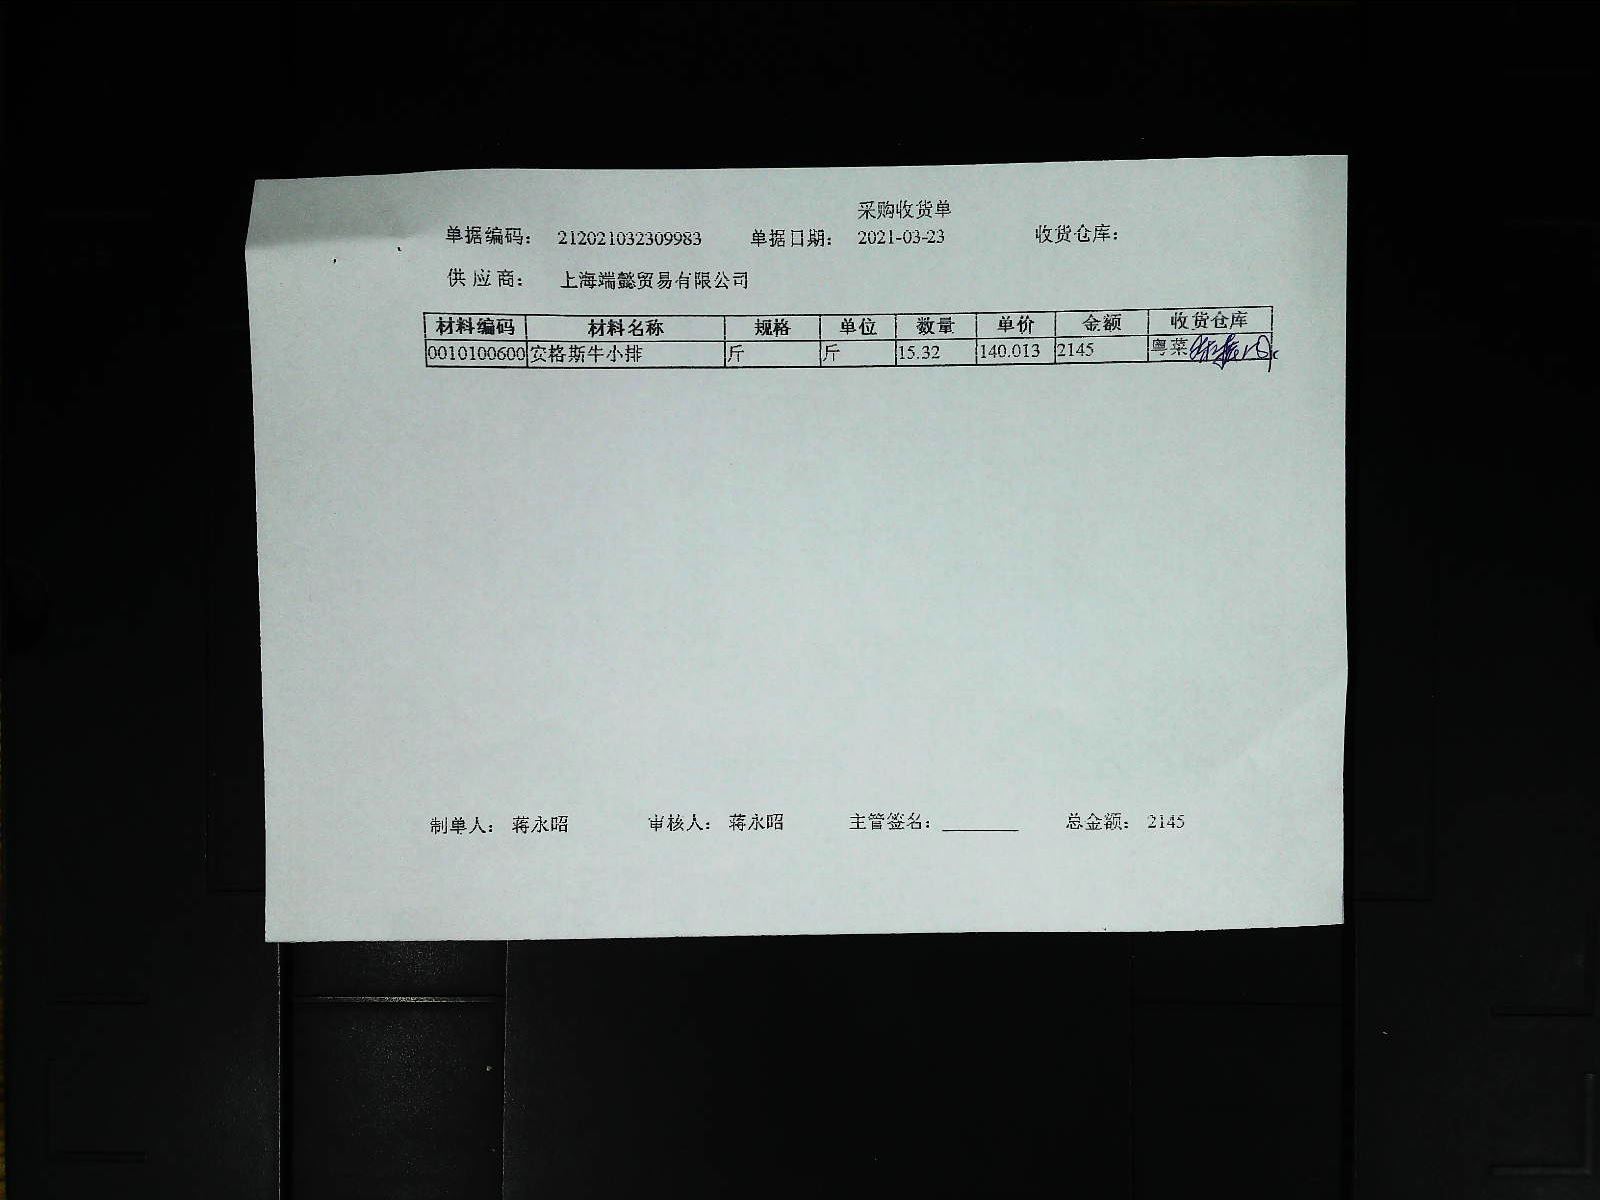 采购收货单
单据编码： 212021032309983 单据日期： 2021-03-23 收货仓库：
供 应 商： 上海端懿贸易有限公司
材料编码 材料名称 规格 单位 数量 单价 金额 收货仓库
0010100600 安格斯牛小排 斤 斤 15.32 140.013 2145 粤菜
制单人： 蒋永昭 审核人： 蒋永昭 主管签名：________ 总金额： 2145